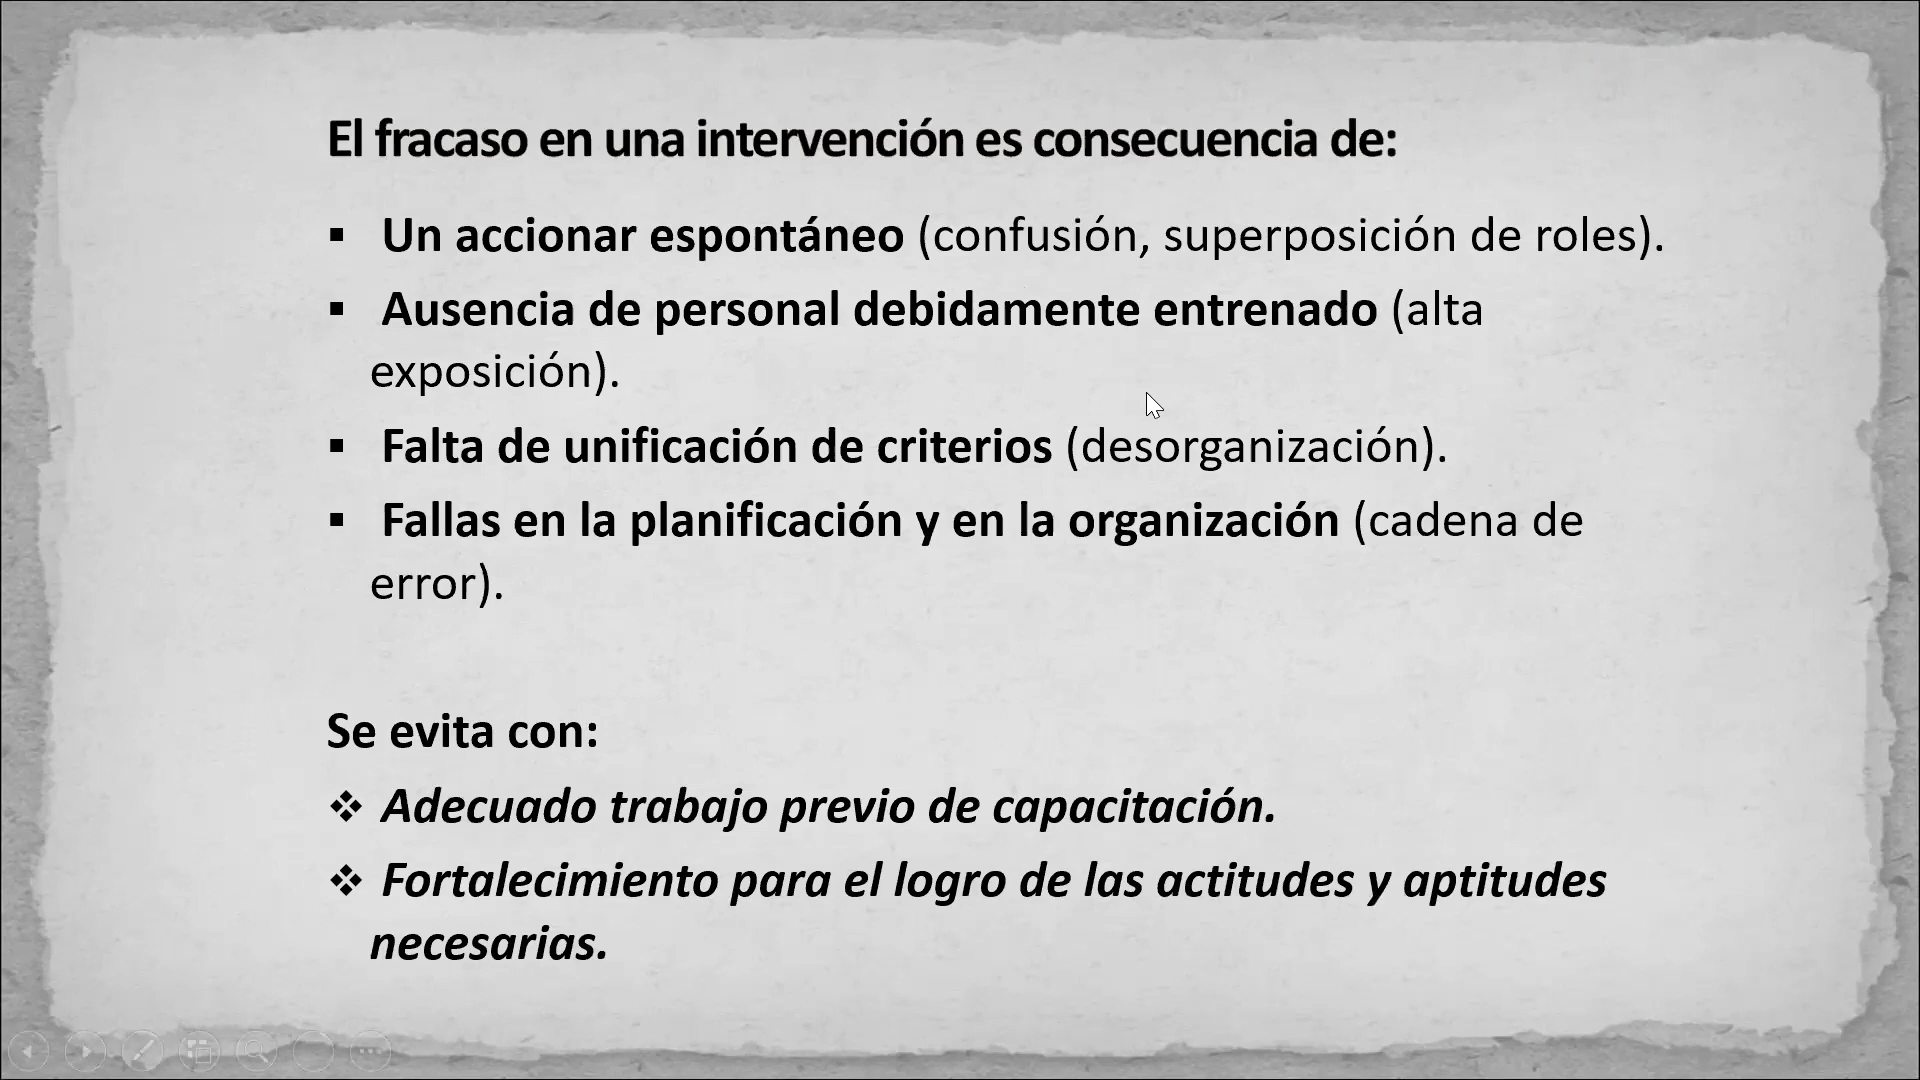 El fracaso en una intervención es consecuencia de:
▪ Un accionar espontáneo (confusión, superposición de roles).
▪ Ausencia de personal debidamente entrenado (alta
exposición).
▪ Falta de unificación de criterios (desorganización).
▪ Fallas en la planificación y en la organización (cadena de
error).
Se evita con:
❖ Adecuado trabajo previo de capacitación.
❖ Fortalecimiento para el logro de las actitudes y aptitudes
necesarias.